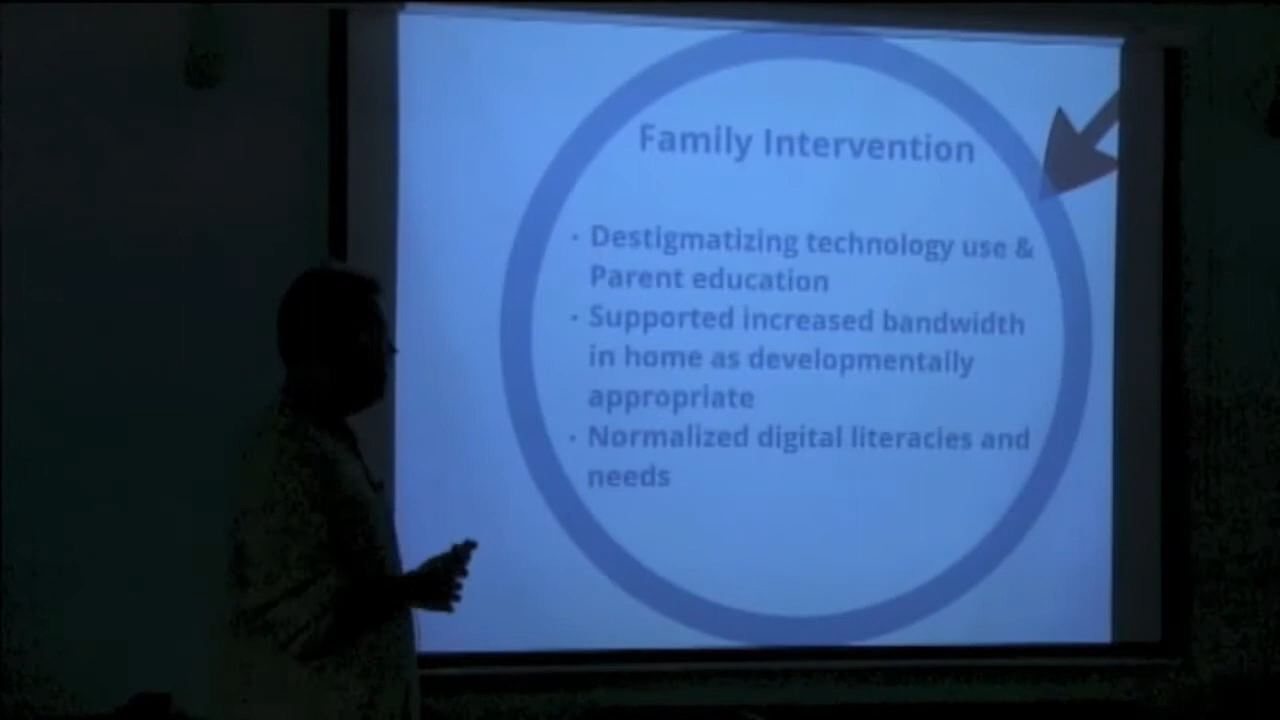 Family Intervention
· Destigmatizing technology use &
Parent education
· Supported increased bandwidth
in home as developmentally
appropriate
· Normalized digital literacies and
needs